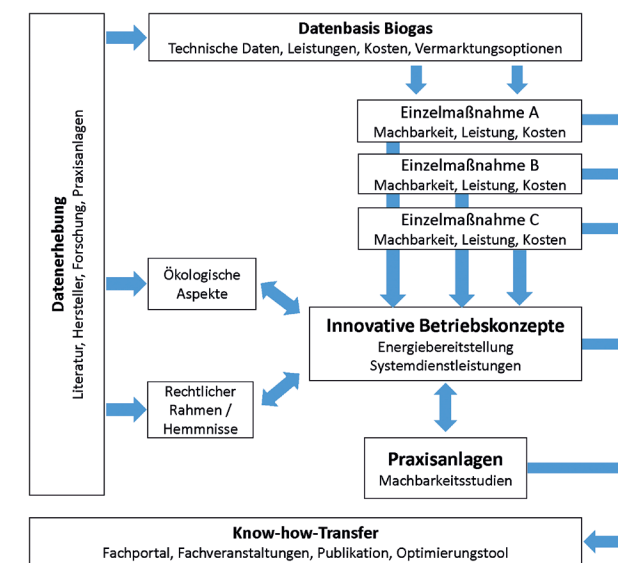 Datenerhebung
Literatur, Hersteller, Forschung, Praxisanlagen
Datenbasis Biogas
Technische Daten, Leistungen, Kosten, Vermarktungsoptionen
Einzelmaßnahme A
Machbarkeit, Leistung, Kosten
Einzelmaßnahme B
Machbarkeit, Leistung, Kosten
Einzelmaßnahme C
Machbarkeit, Leistung, Kosten
Ökologische
Aspekte
Innovative Betriebskonzepte
Energiebereitstellung
Systemdienstleistungen
Rechtlicher
Rahmen /
Hemmnisse
Praxisanlagen
Machbarkeitsstudien
Know-how-Transfer
Fachportal, Fachveranstaltungen, Publikation, Optimierungstool